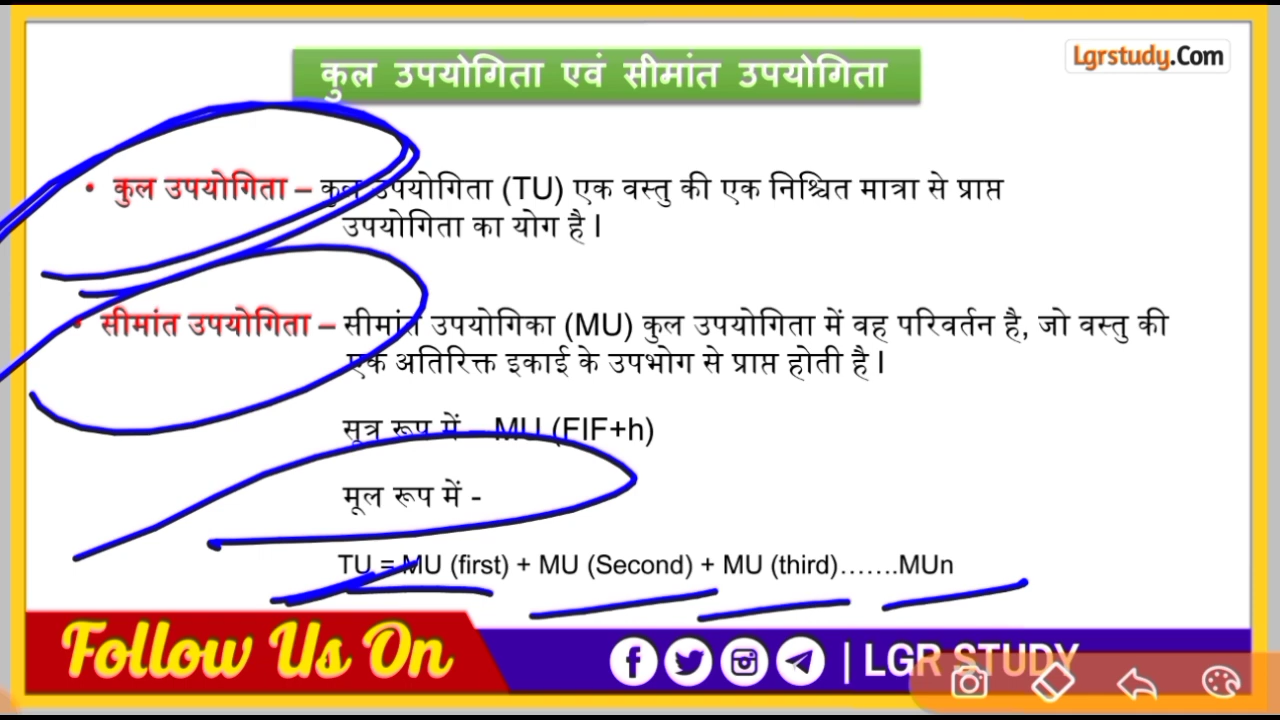 Lgrstudy.Com
कुल उपयोगिता एवं सीमांत उपयोगिता
• कुल उपयोगिता – कुल उपयोगिता (TU) एक वस्तु की एक निश्चित मात्रा से प्राप्त
उपयोगिता का योग है ।
• सीमांत उपयोगिता – सीमांत उपयोगिका (MU) कुल उपयोगिता में वह परिवर्तन है, जो वस्तु की
एक अतिरिक्त इकाई के उपभोग से प्राप्त होती है ।
सूत्र रूप में – MU (FIF+h)
मूल रूप में -
TU = MU (first) + MU (Second) + MU (third)…….MUn
Follow Us On
| LGR STUDY